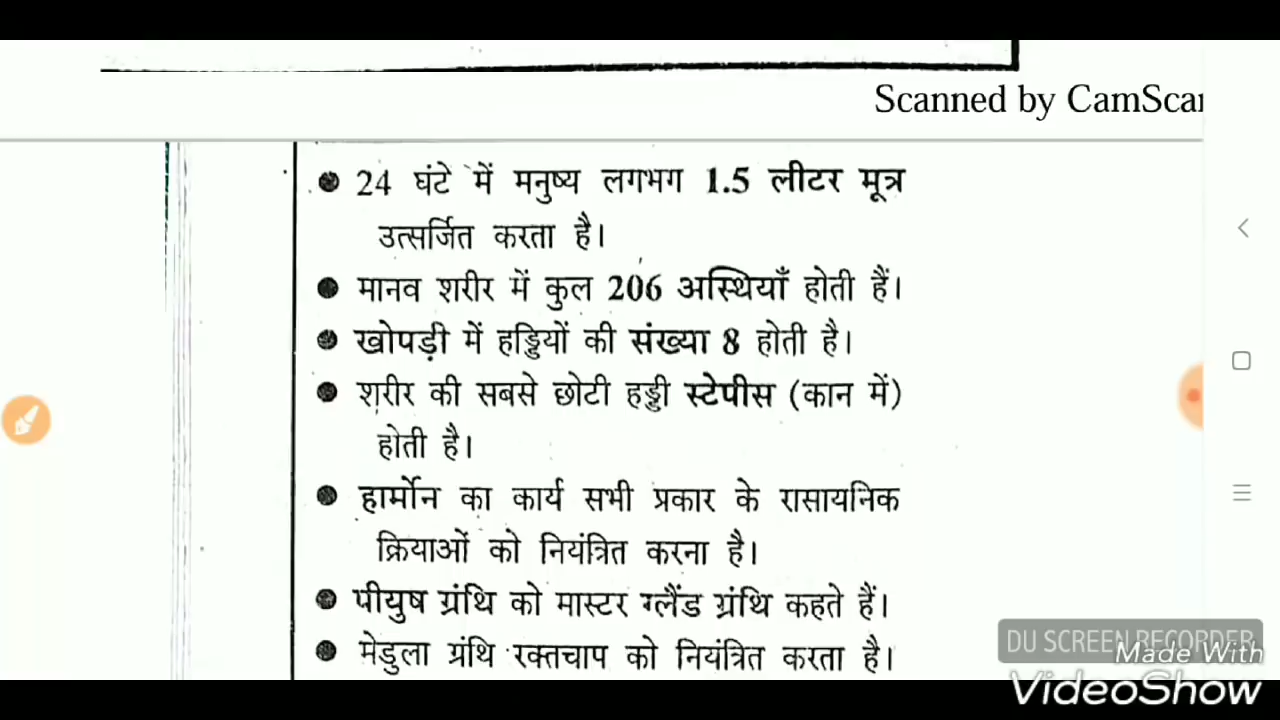 Scanned by CamScar
● 24 घंटे में मनुष्य लगभग 1.5 लीटर मूत्र
उत्सर्जित करता है।
● मानव शरीर में कुल 206 अस्थियाँ होती हैं।
● खोपड़ी में हड्डियों की संख्या 8 होती है।
● शरीर की सबसे छोटी हड्डी स्टेपीस (कान में)
होती है।
● हार्मोन का कार्य सभी प्रकार के रासायनिक
क्रियाओं को नियंत्रित करना है।
● पीयुष ग्रंथि को मास्टर ग्लैंड ग्रंथि कहते हैं।
● मेडुला ग्रंथि रक्तचाप को नियंत्रित करता है।
DU SCREEN RECORDER
Made With
VideoShow